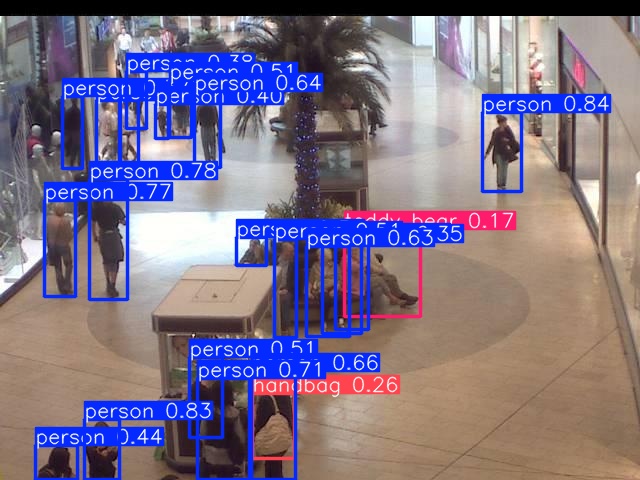 person 0.38
person 0.51
person 0.64
person 0.40
person 0.84
person 0.78
person 0.77
teddy bear 0.17
person 0.63
person 0.51
person 0.66
person 0.71
handbag 0.26
person 0.83
person 0.44